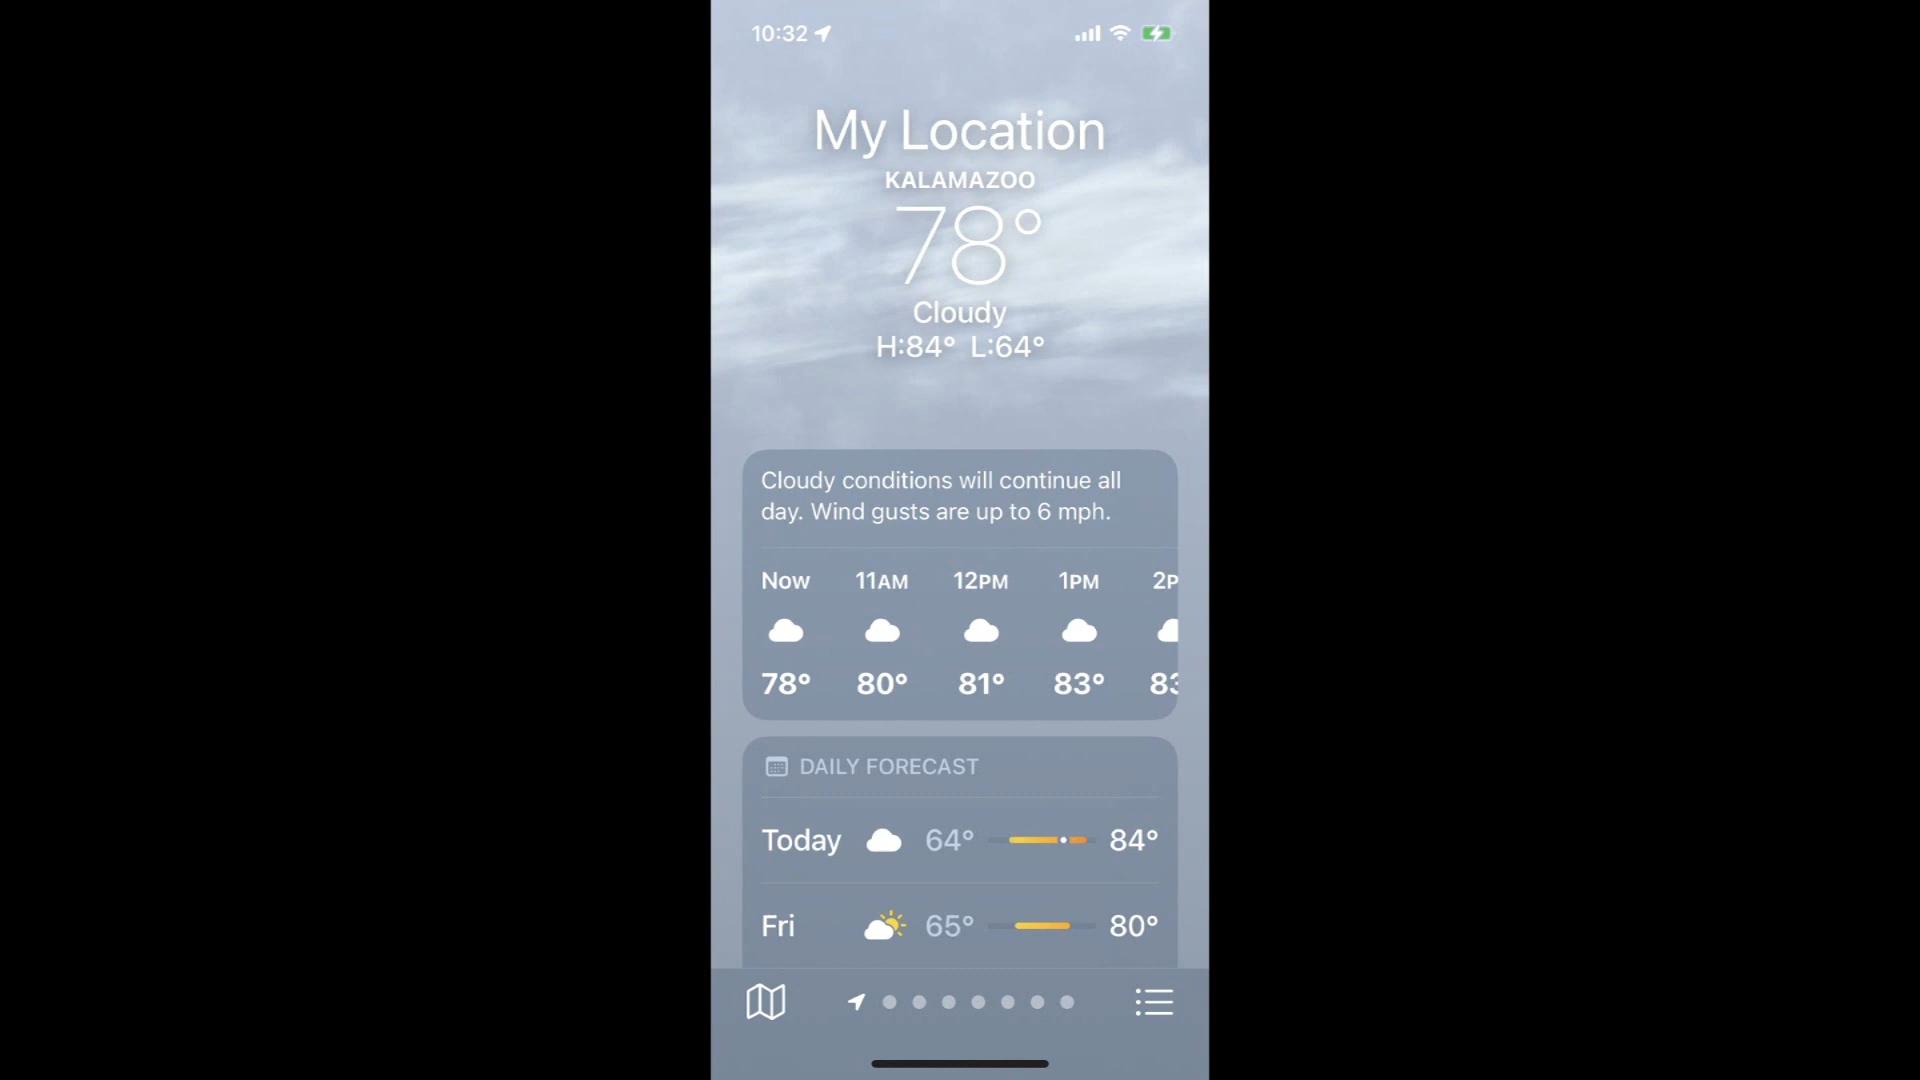 10:32
My Location
KALAMAZOO
78°
Cloudy
H:84° L:64°
Cloudy conditions will continue all
day. Wind gusts are up to 6 mph.
Now 11AM 12PM 1PM 2P
78° 80° 81° 83° 83
DAILY FORECAST
Today 64° 84°
Fri 65° 80°